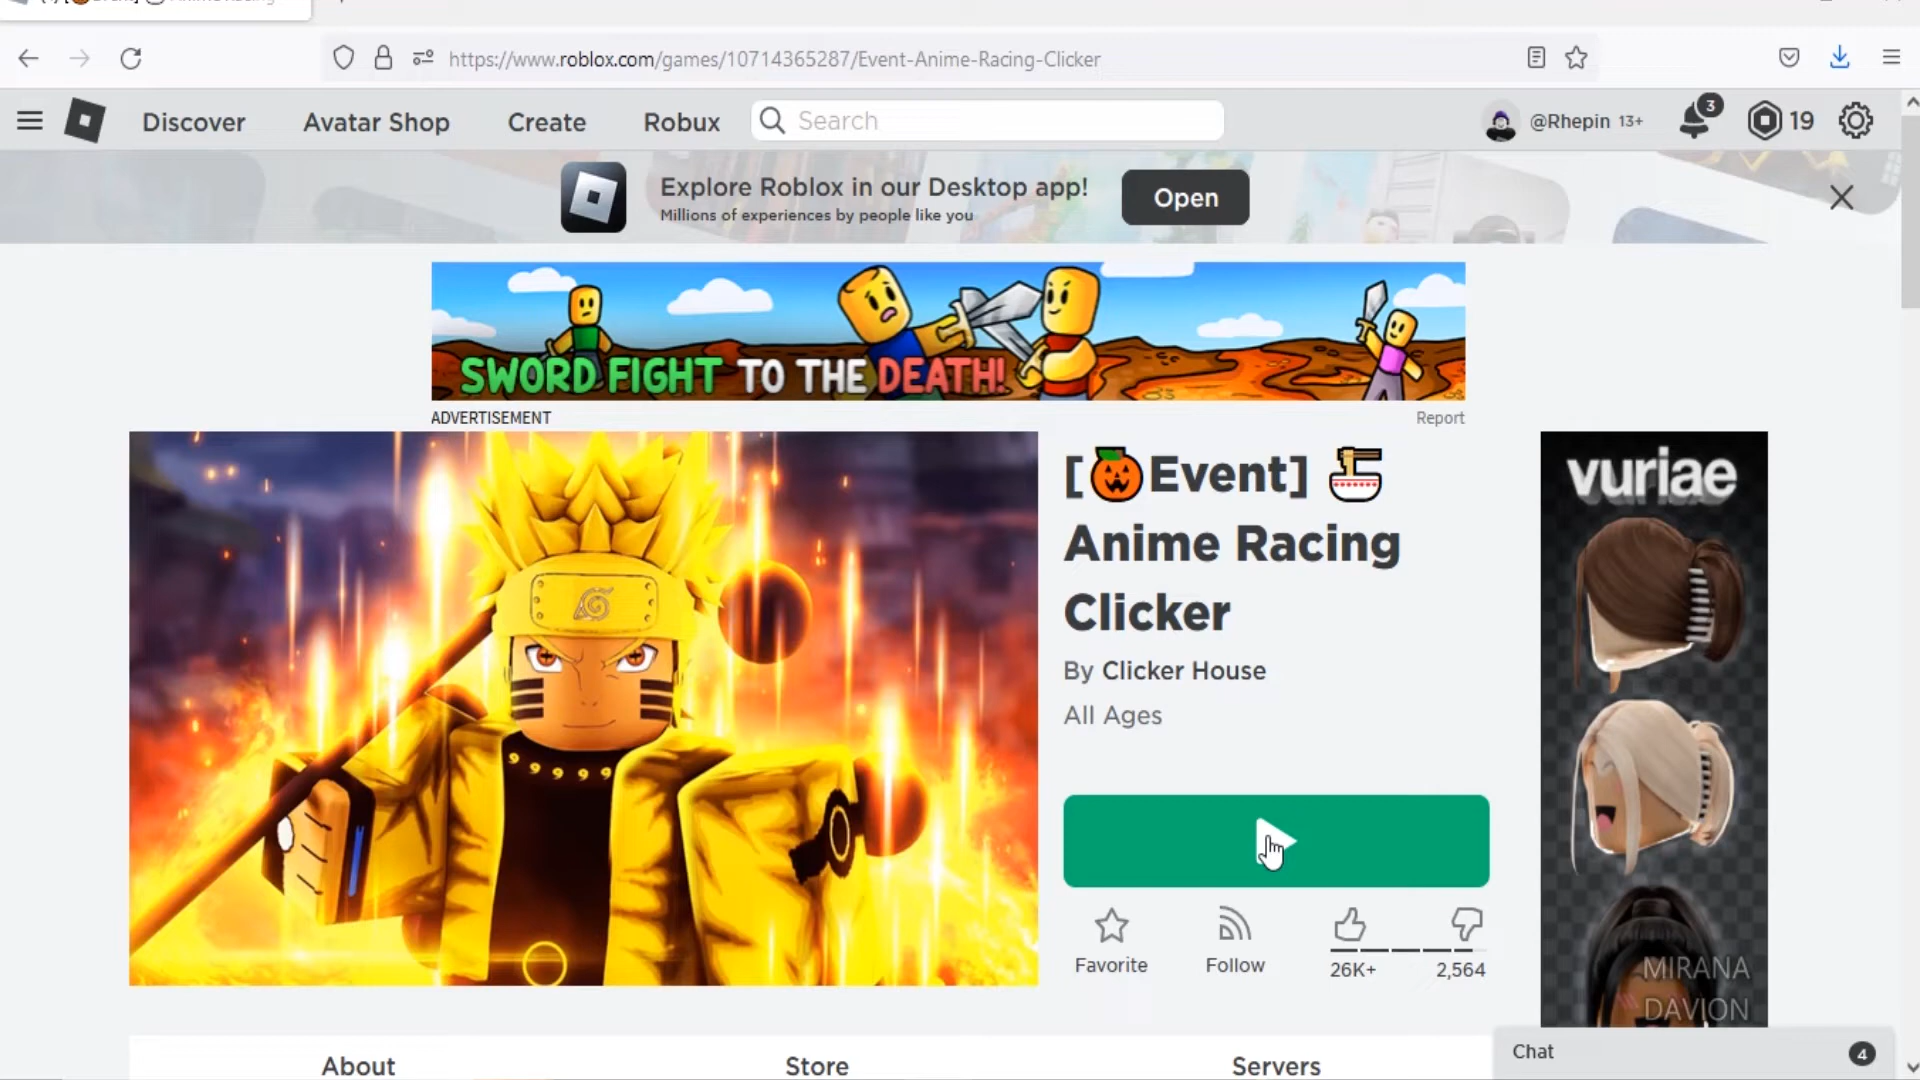 https://www.roblox.com/games/10714365287/Event-Anime-Racing-Clicker
Discover
Avatar Shop
Create
Robux
Search
@Rhepin 13+
3
19
Explore Roblox in our Desktop app!
Millions of experiences by people like you
Open
SWORD FIGHT TO THE DEATH!
ADVERTISEMENT
Report
[🎃Event] 🍜
Anime Racing
Clicker
By Clicker House
All Ages
Favorite
Follow
26K+
2,564
vuriae
MIRANA
DAVION
About
Store
Servers
Chat
4